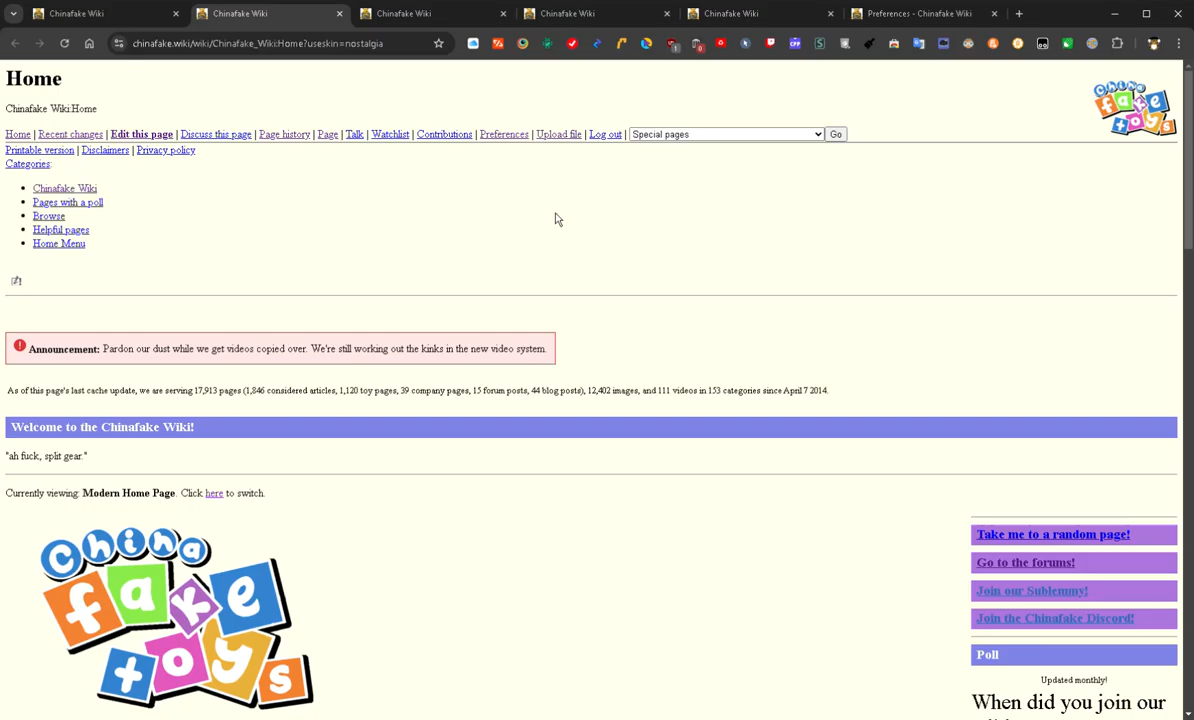 Chinafake Wiki
Chinafake Wiki
Chinafake Wiki
Chinafake Wiki
Chinafake Wiki
Preferences - Chinafake Wiki
chinafake.wiki/wiki/Chinafake_Wiki:Home?useskin=nostalgia
Home
China
fake
toys
Chinafake Wiki:Home
Home | Recent changes | Edit this page | Discuss this page | Page history | Page | Talk | Watchlist | Contributions | Preferences | Upload file | Log out | Special pages Go
Printable version | Disclaimers | Privacy policy
Categories:
Chinafake Wiki
Pages with a poll
Browse
Helpful pages
Home Menu
Announcement: Pardon our dust while we get videos copied over. We're still working out the kinks in the new video system.
As of this page's last cache update, we are serving 17,913 pages (1,846 considered articles, 1,120 toy pages, 39 company pages, 15 forum posts, 44 blog posts), 12,402 images, and 111 videos in 153 categories since April 7 2014.
Welcome to the Chinafake Wiki!
"ah fuck, split gear."
Currently viewing: Modern Home Page. Click here to switch.
China
fake
toys
Take me to a random page!
Go to the forums!
Join our Sublemmy!
Join the Chinafake Discord!
Poll
Updated monthly!
When did you join our